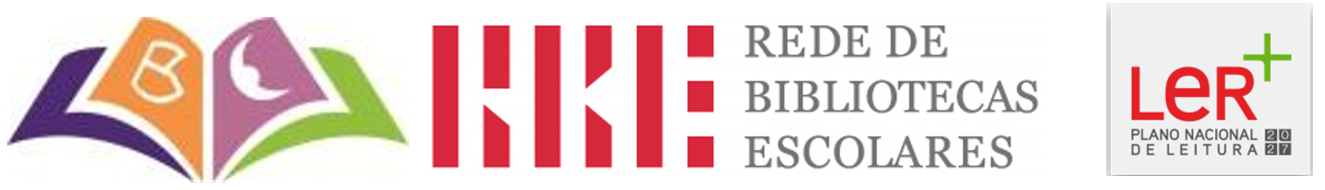 B
REDE DE
BIBLIOTECAS
ESCOLARES
LeR+
PLANO NACIONAL
DE LEITURA
20
27